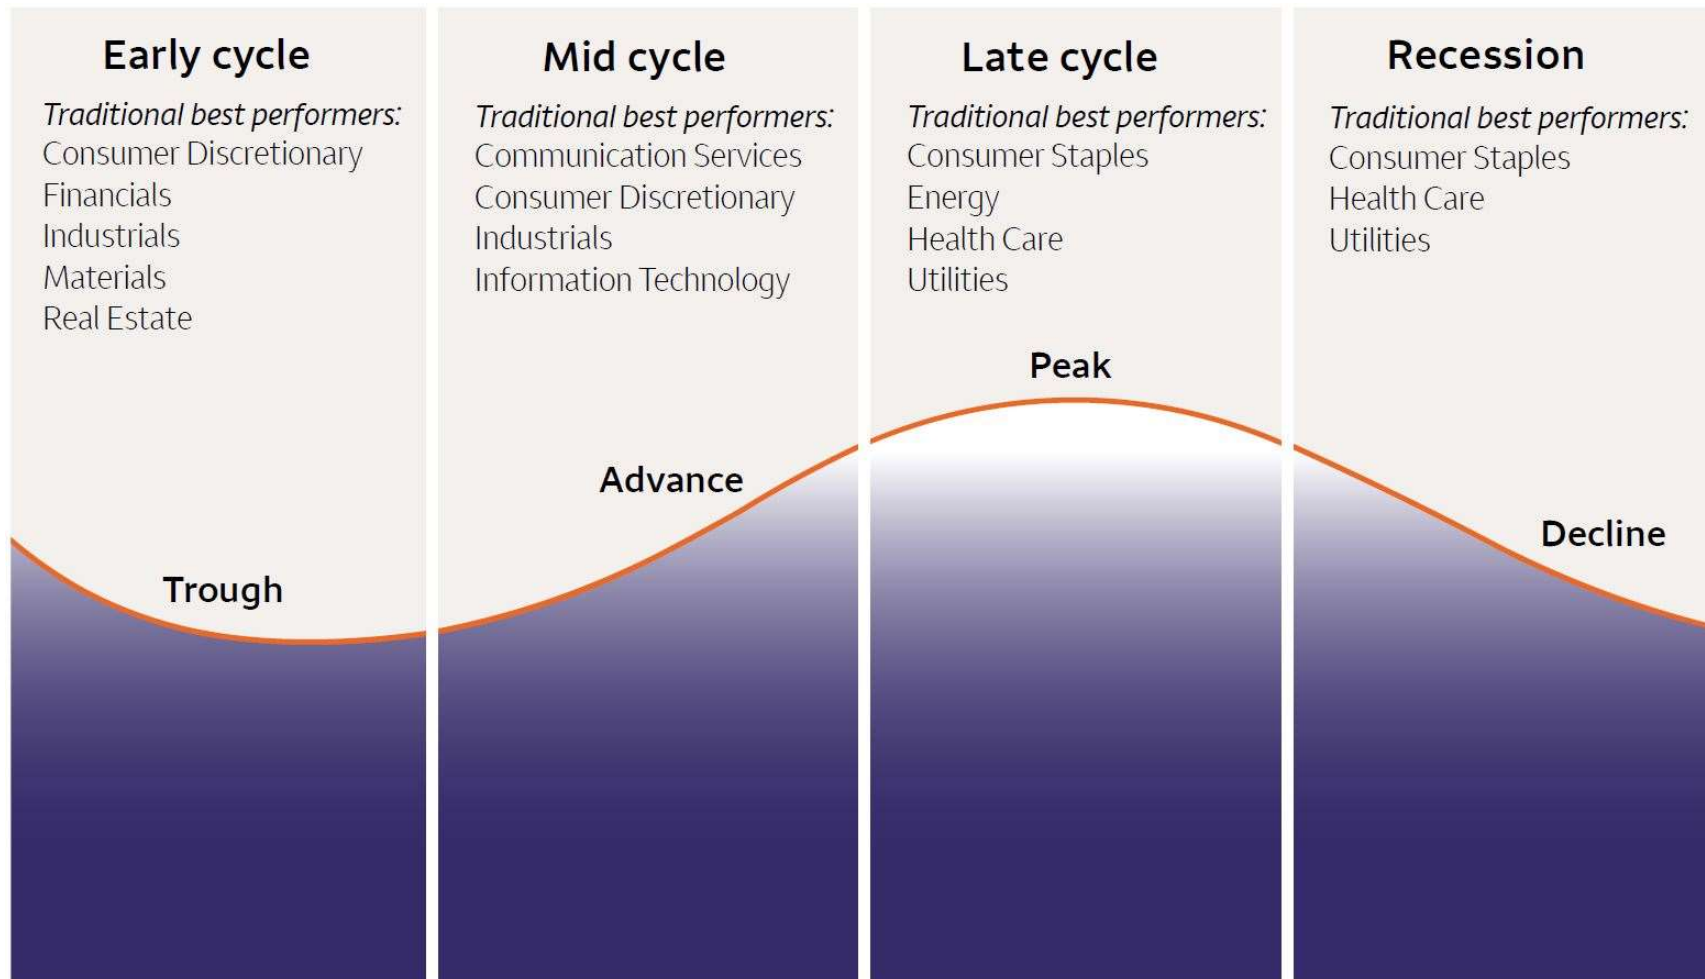 Early cycle
Traditional best performers:
Consumer Discretionary
Financials
Industrials
Materials
Real Estate
Trough
Mid cycle
Traditional best performers:
Communication Services
Consumer Discretionary
Industrials
Information Technology
Advance
Late cycle
Traditional best performers:
Consumer Staples
Energy
Health Care
Utilities
Peak
Recession
Traditional best performers:
Consumer Staples
Health Care
Utilities
Decline